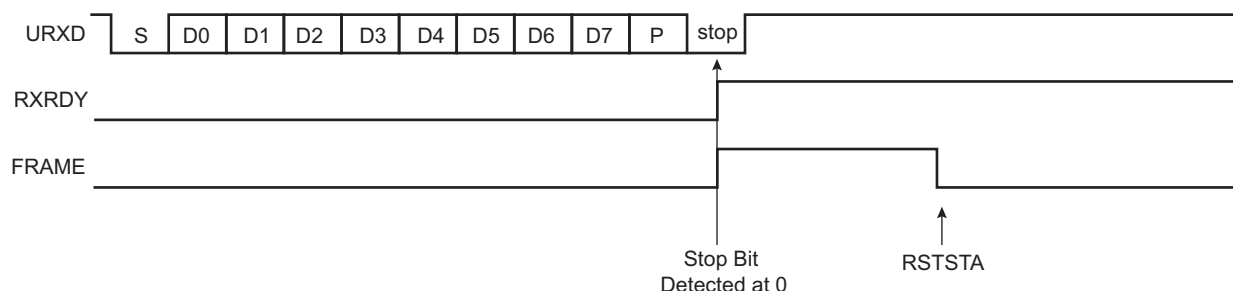 URXD S D0 D1 D2 D3 D4 D5 D6 D7 P stop
RXRDY
FRAME
Stop Bit
Detected at 0
RSTSTA